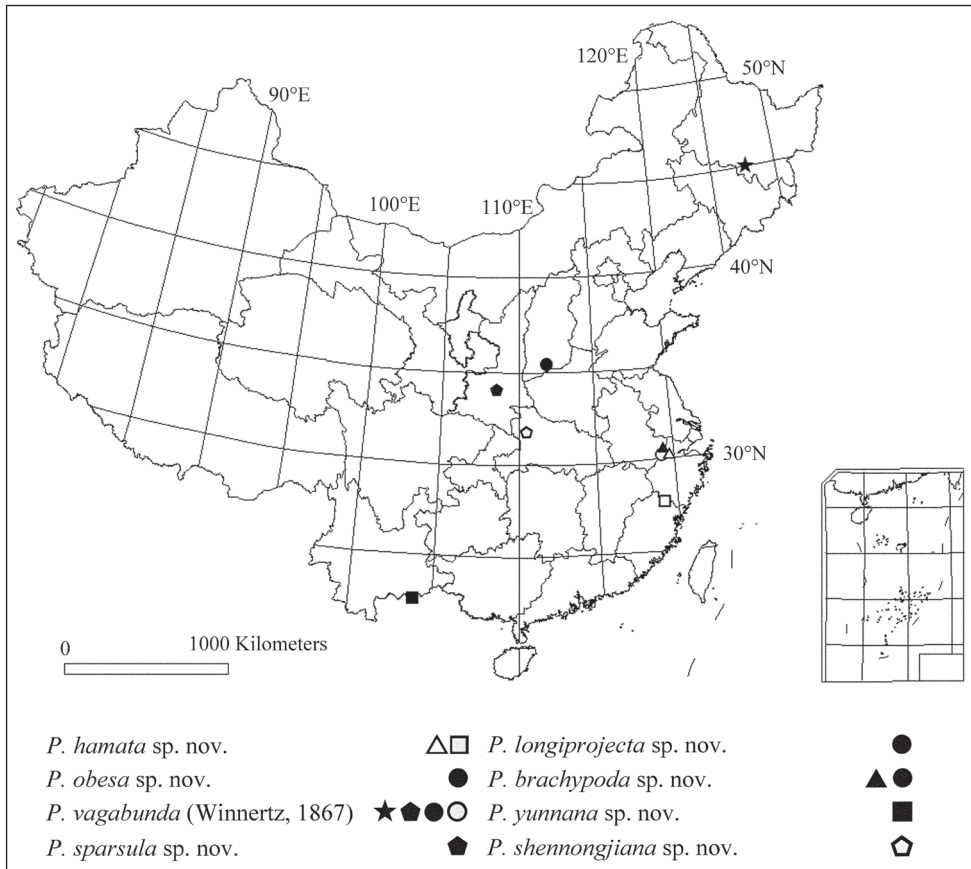 120°E
50°N
90°E
100°E
110°E
40°N
30°N
0 1000 Kilometers
P. hamata sp. nov. P. longiprojecta sp. nov.
P. obesa sp. nov. P. brachypoda sp. nov.
P. vagabunda (Winnertz, 1867) P. yunnana sp. nov.
P. sparsula sp. nov. P. shennongjiana sp. nov.